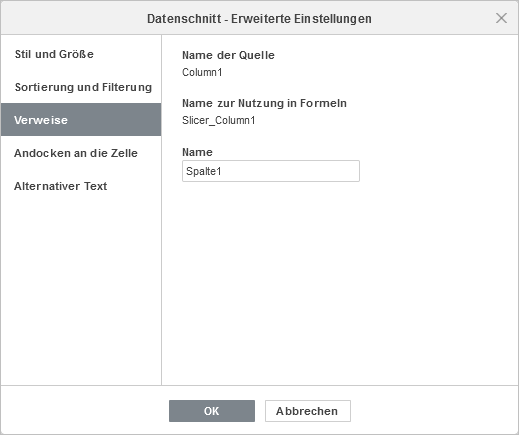 Datenschnitt - Erweiterte Einstellungen
Stil und Größe
Sortierung und Filterung
Verweise
Andocken an die Zelle
Alternativer Text
Name der Quelle
Column1
Name zur Nutzung in Formeln
Slicer_Column1
Name
Spalte1
OK
Abbrechen